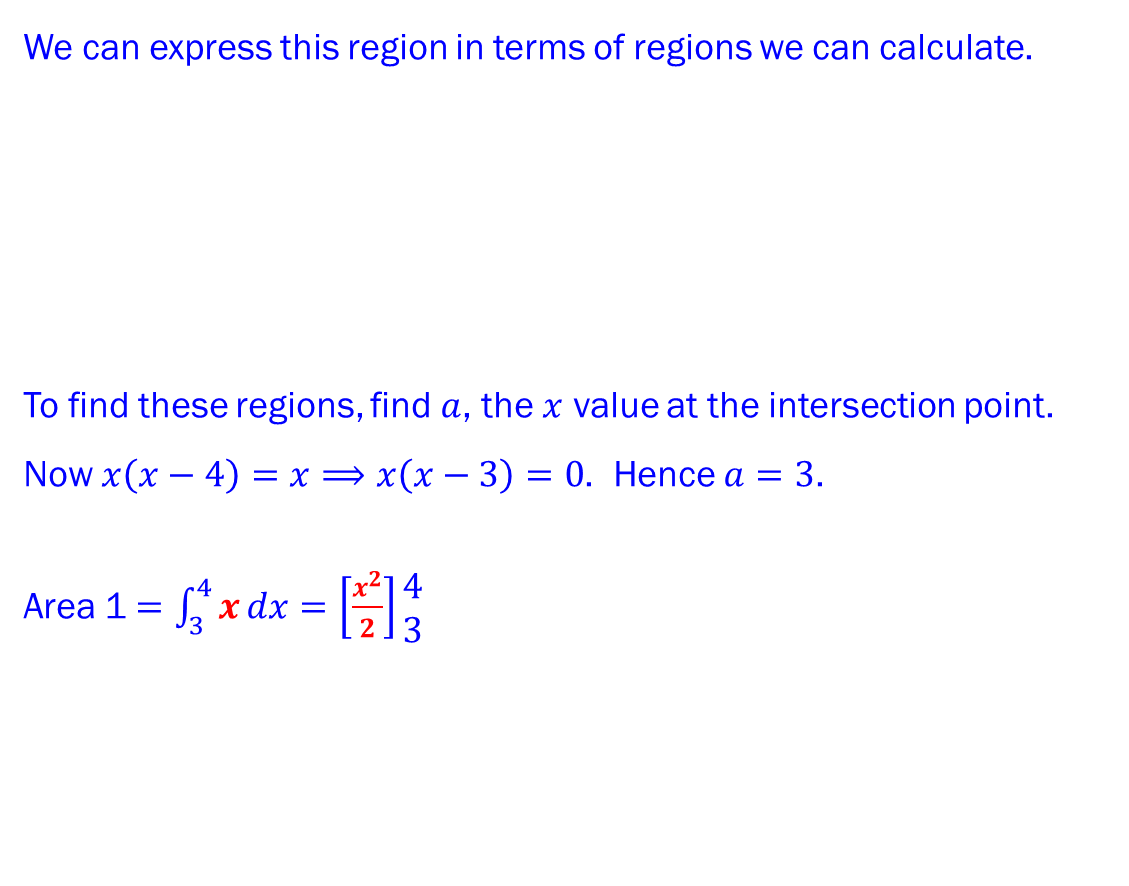 We can express this region in terms of regions we can calculate.
To find these regions, find a, the x value at the intersection point.
Now x(x − 4) = x ⟹ x(x − 3) = 0. Hence a = 3.
Area 1 = ∫₃⁴ x dx = [x²/2]₃⁴